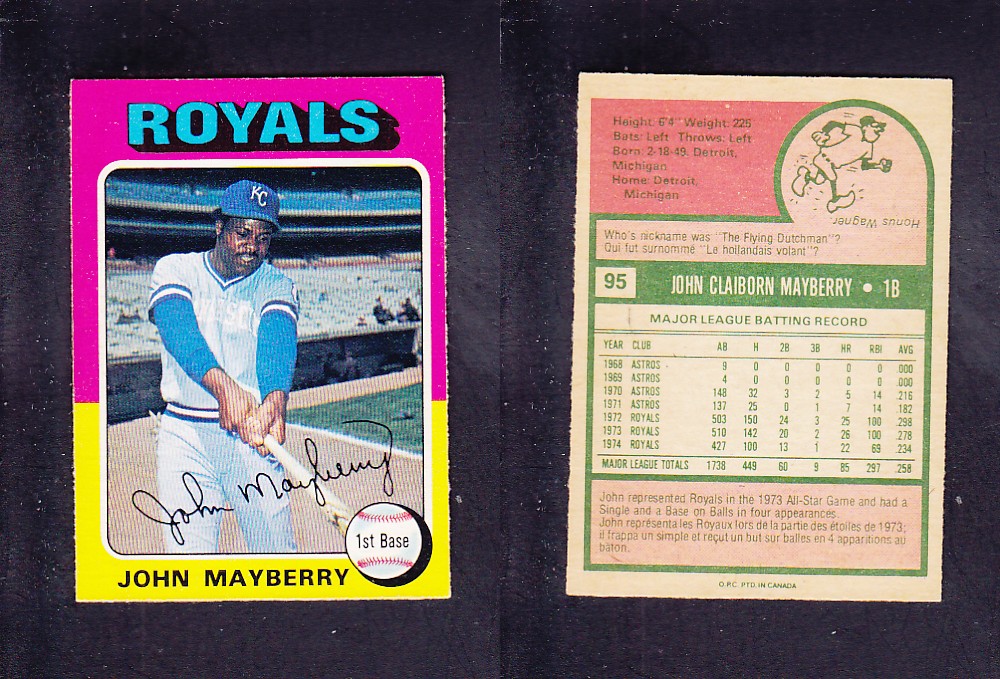 ROYALS
KC
John Mayberry
1st Base
JOHN MAYBERRY
Height: 6'4" Weight: 225
Bats: Left Throws: Left
Born: 2-18-49. Detroit,
Michigan
Home: Detroit,
Michigan
Honus Wagner
Who's nickname was "The Flying Dutchman"?
Qui fut surnommé "Le hollandais volant"?
95 JOHN CLAIBORN MAYBERRY • 1B
MAJOR LEAGUE BATTING RECORD
YEAR CLUB AB H 2B 3B HR RBI AVG
1968 ASTROS 9 0 0 0 0 0 .000
1969 ASTROS 4 0 0 0 0 0 .000
1970 ASTROS 148 32 3 2 5 14 .216
1971 ASTROS 137 25 0 1 7 14 .182
1972 ROYALS 503 150 24 3 25 100 .298
1973 ROYALS 510 142 20 2 26 100 .278
1974 ROYALS 427 100 13 1 22 69 .234
MAJOR LEAGUE TOTALS 1738 449 60 9 85 297 .258
John represented Royals in the 1973 All-Star Game and had a
Single and a Base on Balls in four appearances.
John représenta les Royaux lors de la partie des étoiles de 1973;
il frappa un simple et reçut un but sur balles en 4 apparitions au
bâton.
O.P.C. PTD. IN CANADA